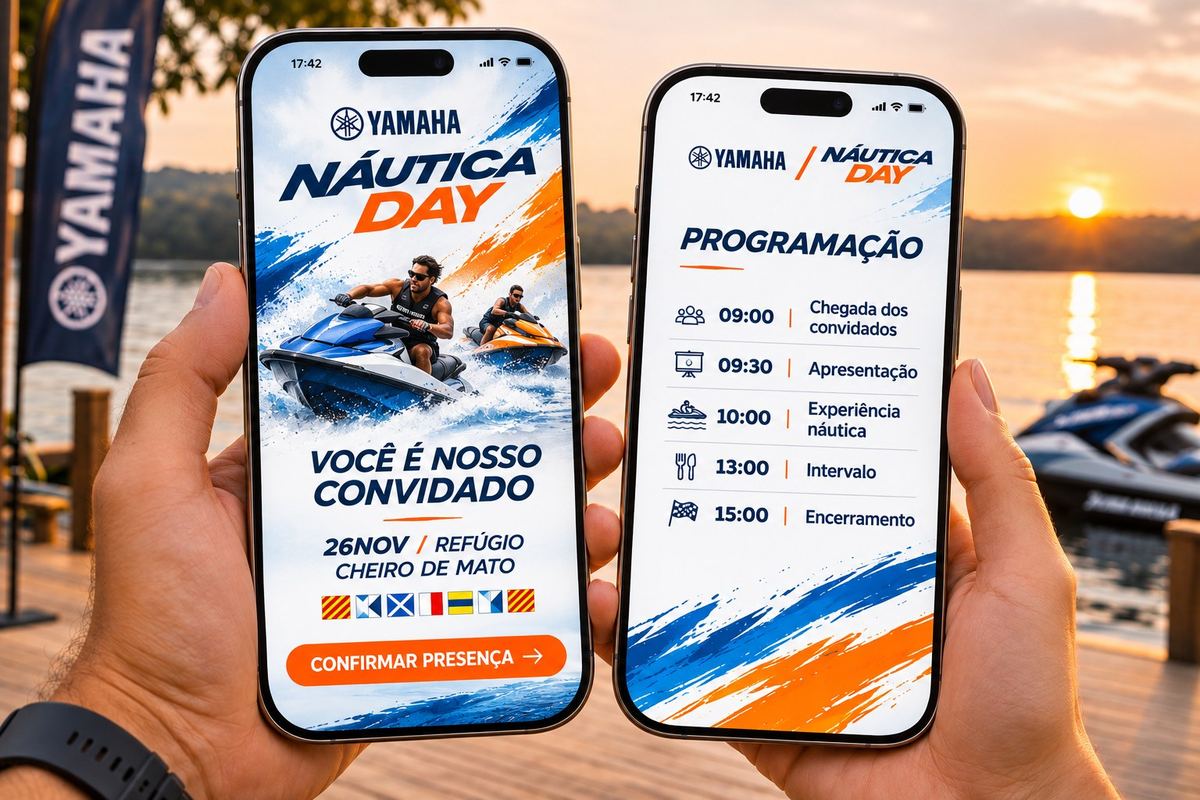 YAMAHA
17:42
YAMAHA
NÁUTICA
DAY
VOCÊ É NOSSO
CONVIDADO
26NOV / REFÚGIO
CHEIRO DE MATO
CONFIRMAR PRESENÇA →
17:42
YAMAHA / NÁUTICA
DAY
PROGRAMAÇÃO
09:00 | Chegada dos
convidados
09:30 | Apresentação
10:00 | Experiência
náutica
13:00 | Intervalo
15:00 | Encerramento